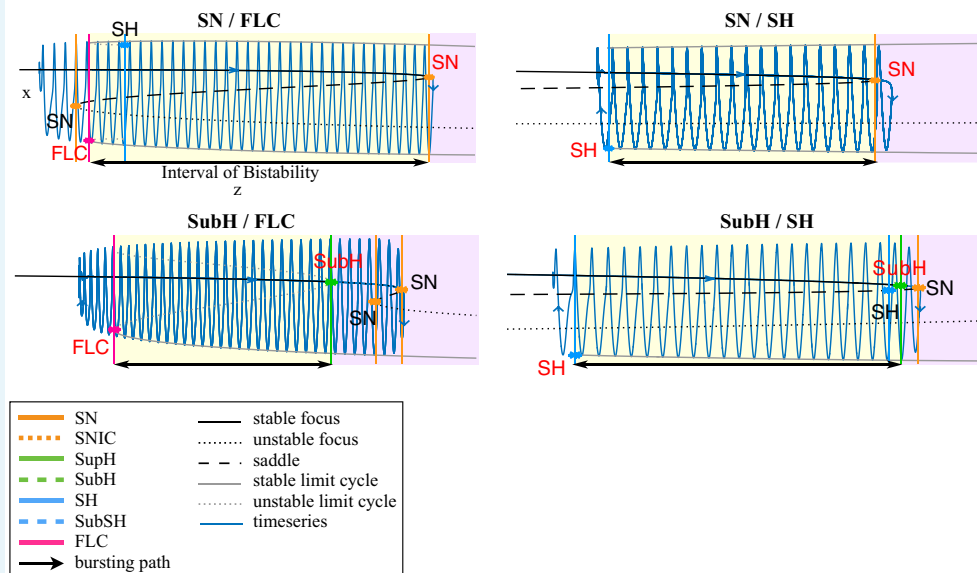 SN / FLC
SH
SN
x
SN
FLC
Interval of Bistability
z
SN / SH
SN
SH
SubH / FLC
SubH
SN
SN
FLC
SubH / SH
SubH
SN
SH
SH
SN
SNIC
SupH
SubH
SH
SubSH
FLC
bursting path
stable focus
unstable focus
saddle
stable limit cycle
unstable limit cycle
timeseries